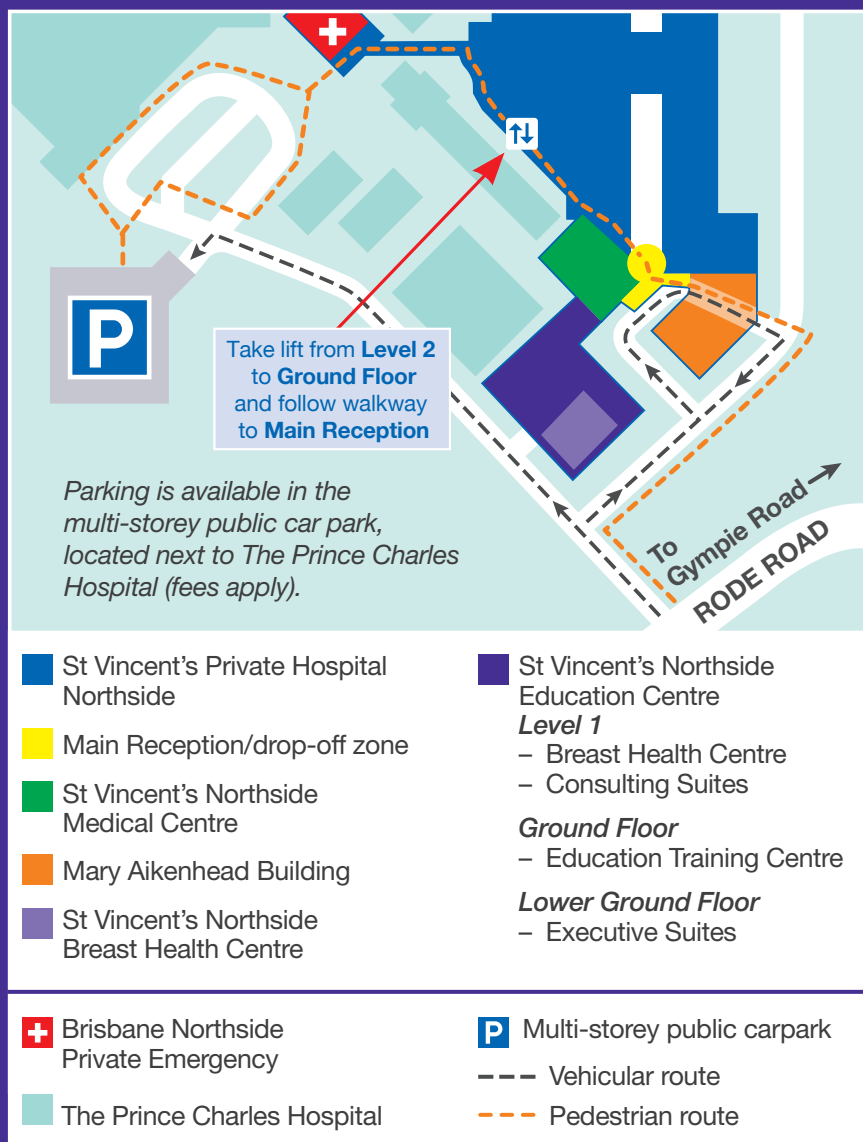 P
Take lift from Level 2
to Ground Floor
and follow walkway
to Main Reception
Parking is available in the
multi-storey public car park,
located next to The Prince Charles
Hospital (fees apply).
To
Gympie Road
RODE ROAD
St Vincent's Private Hospital
Northside
Main Reception/drop-off zone
St Vincent's Northside
Medical Centre
Mary Aikenhead Building
St Vincent's Northside
Breast Health Centre
St Vincent's Northside
Education Centre
Level 1
– Breast Health Centre
– Consulting Suites
Ground Floor
– Education Training Centre
Lower Ground Floor
– Executive Suites
Brisbane Northside
Private Emergency
The Prince Charles Hospital
P Multi-storey public carpark
Vehicular route
Pedestrian route